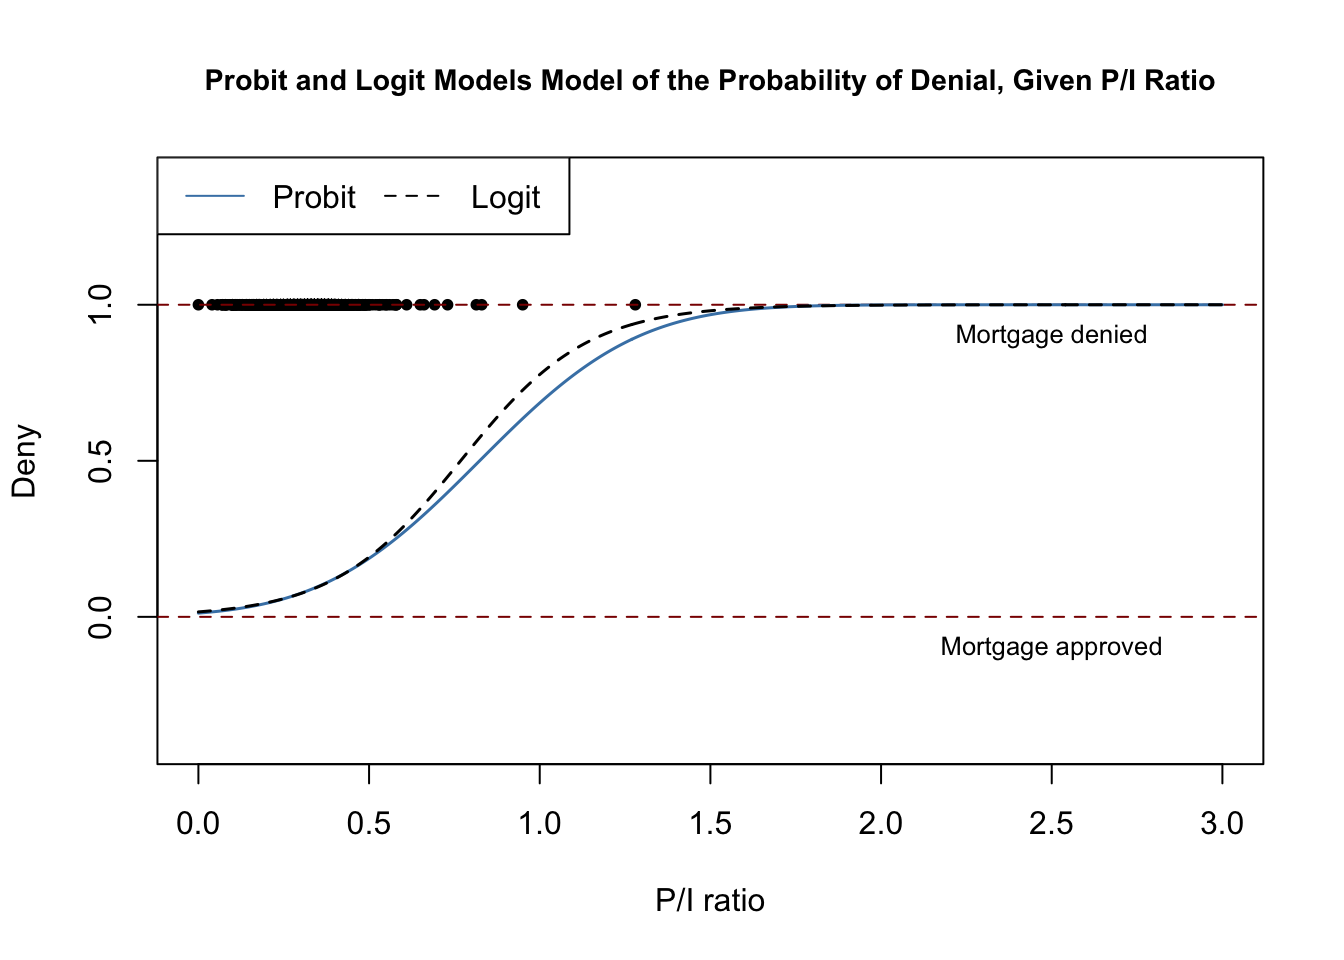 Probit and Logit Models Model of the Probability of Denial, Given P/I Ratio
Probit
Logit
1.0
Mortgage denied
Deny
0.5
0.0
Mortgage approved
0.0 0.5 1.0 1.5 2.0 2.5 3.0
P/I ratio